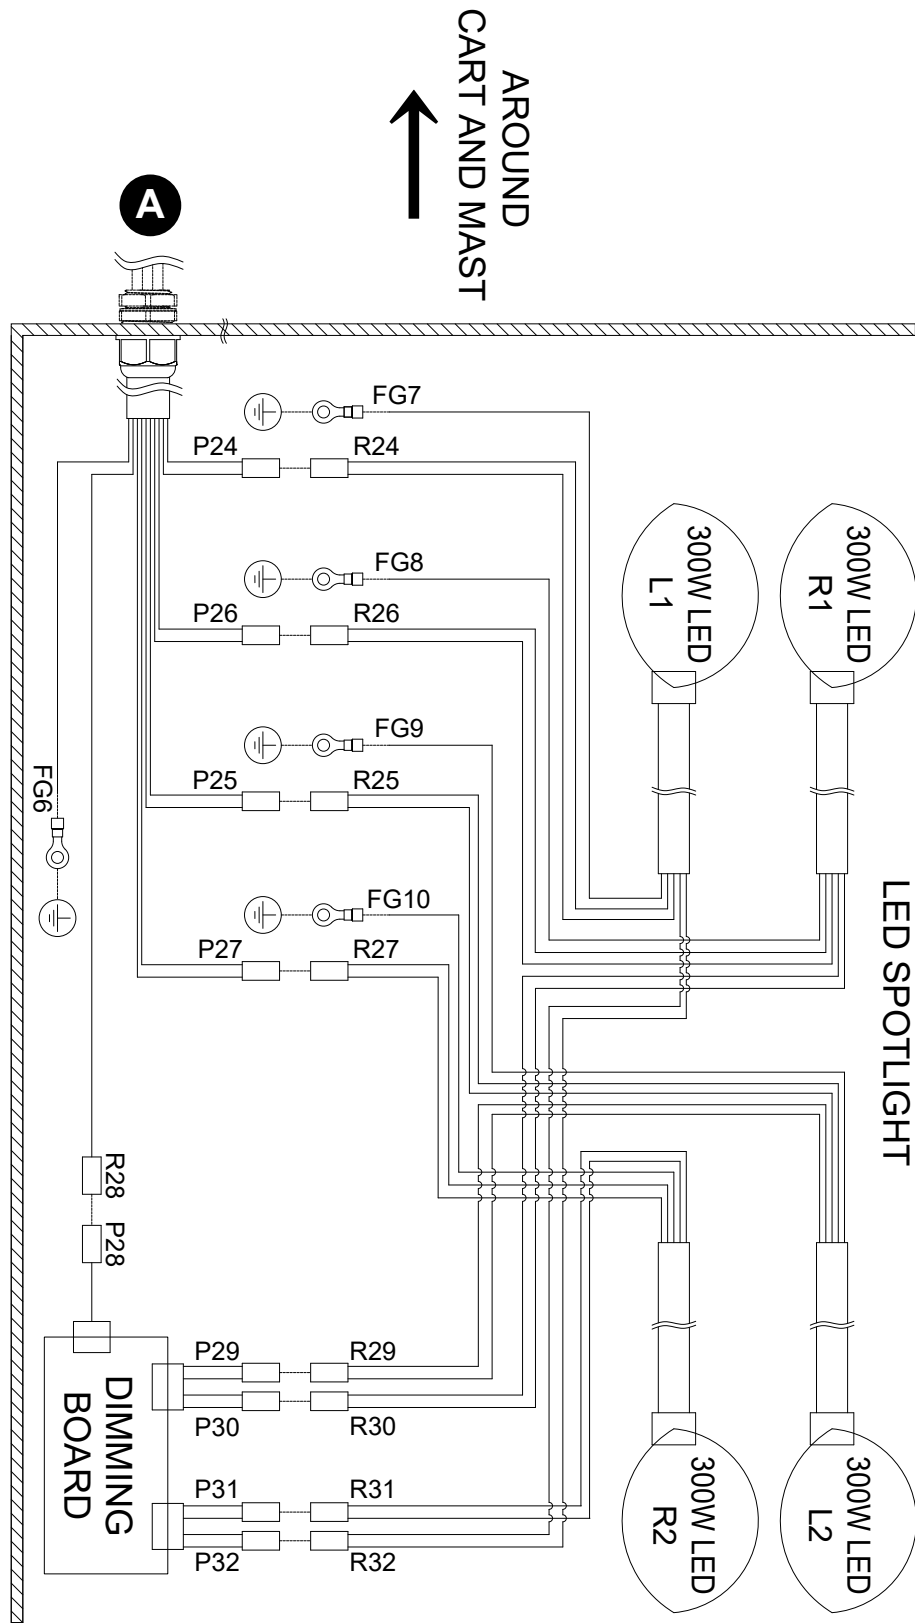 AROUND
CART AND MAST
A
FG7
P24
R24
FG8
P26
R26
FG9
P25
R25
FG10
P27
R27
FG6
300W LED
L1
300W LED
R1
LED SPOTLIGHT
R28
P28
DIMMING
BOARD
P29
R29
P30
R30
P31
R31
P32
R32
300W LED
R2
300W LED
L2